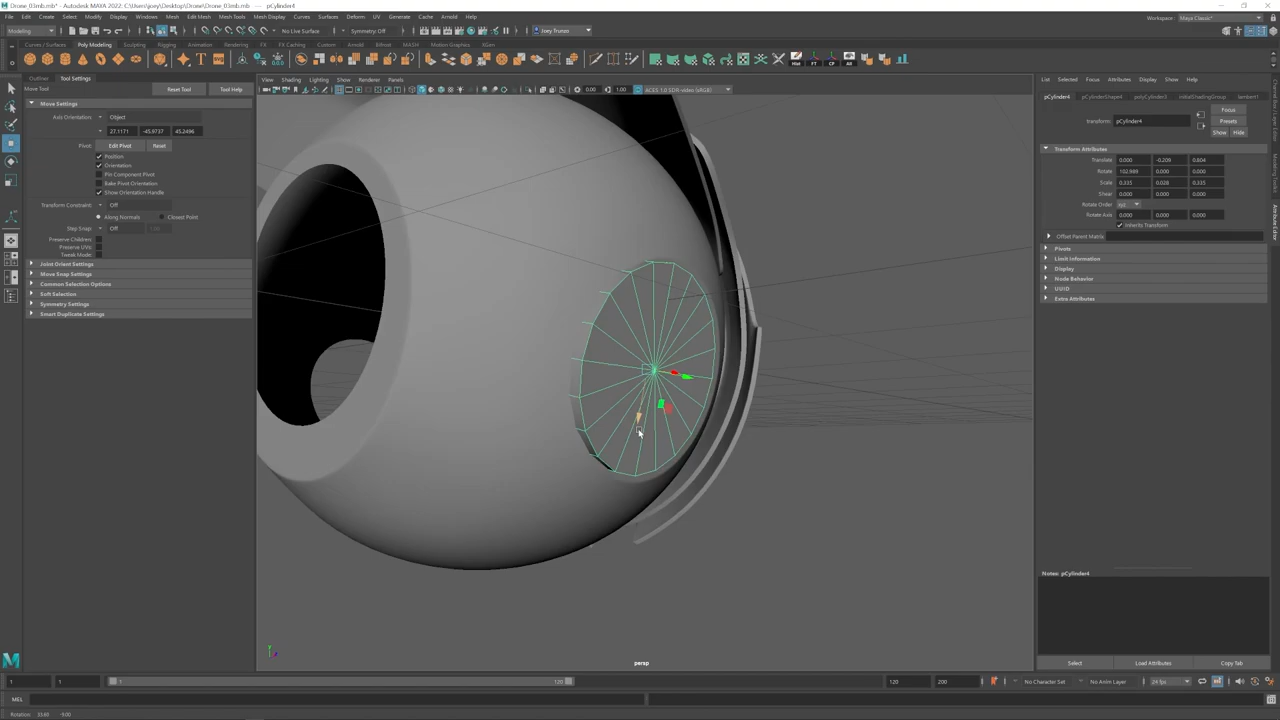 Drone_03mb.mb* - Autodesk MAYA 2022: C:\Users\joey\Desktop\Drone\Drone_03mb.mb --- pCylinder4
File Edit Create Select Modify Display Windows Mesh Edit Mesh Mesh Tools Mesh Display Curves Surfaces Deform UV Generate Cache Arnold Help
Workspace: Maya Classic*
Modeling
No Live Surface
Symmetry: Off
Joey Trunzo
Curves / Surfaces Poly Modeling Sculpting Rigging Animation Rendering FX FX Caching Custom Arnold Bifrost MASH Motion Graphics XGen
Hist FT CP
Outliner Tool Settings
View Shading Lighting Show Renderer Panels
List Selected Focus Attributes Display Show Help
Move Tool Reset Tool Tool Help
0.00 1.00 ACES 1.0 SDR-video (sRGB)
pCylinder4 pCylinderShape4 polyCylinder3 initialShadingGroup lambert1
Move Settings
Axis Orientation: Object
27.1171 -45.9737 45.2496
Pivot: Edit Pivot Reset
Position
Orientation
Pin Component Pivot
Bake Pivot Orientation
Show Orientation Handle
Transform Constraint: Off
Along Normals Closest Point
Step Snap: Off 1.00
Preserve Children:
Preserve UVs:
Tweak Mode:
Joint Orient Settings
Move Snap Settings
Common Selection Options
Soft Selection
Symmetry Settings
Smart Duplicate Settings
Focus
transform: pCylinder4 Presets
Show Hide
Transform Attributes
Translate 0.000 -0.209 0.804
Rotate 102.989 0.000 0.000
Scale 0.335 0.028 0.335
Shear 0.000 0.000 0.000
Rotate Order xyz
Rotate Axis 0.000 0.000 0.000
Inherits Transform
Offset Parent Matrix
Pivots
Limit Information
Display
Node Behavior
UUID
Extra Attributes
Notes: pCylinder4
persp
Select Load Attributes Copy Tab
1 1 1 120 120 200 No Character Set No Anim Layer 24 fps
MEL